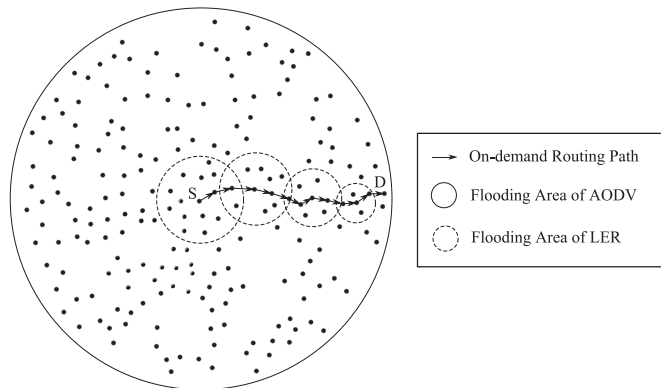 S
D
On-demand Routing Path
Flooding Area of AODV
Flooding Area of LER